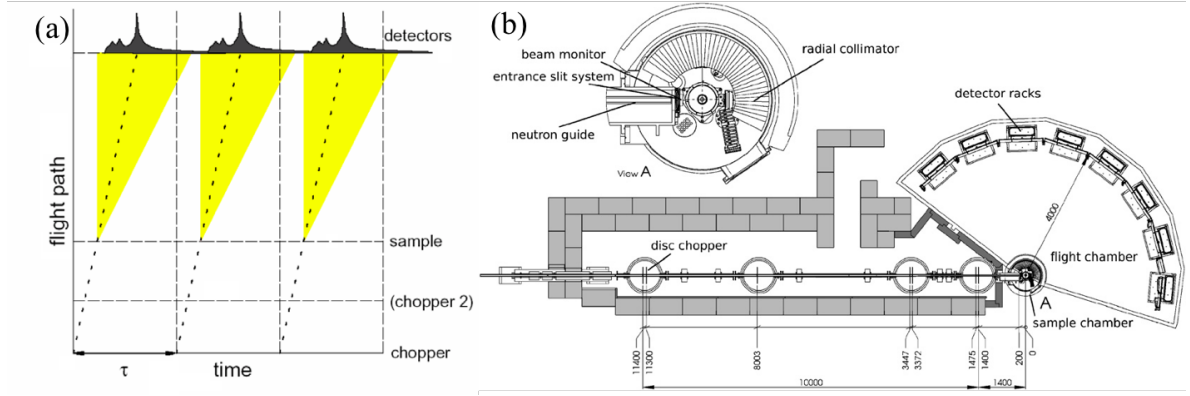 (a)
detectors
flight path
sample
(chopper 2)
chopper
τ
time
(b)
beam monitor
entrance slit system
neutron guide
radial collimator
View A
detector racks
disc chopper
4000
flight chamber
A
sample chamber
11400
11300
8003
3447
3372
1475
1400
200
0
10000
1400